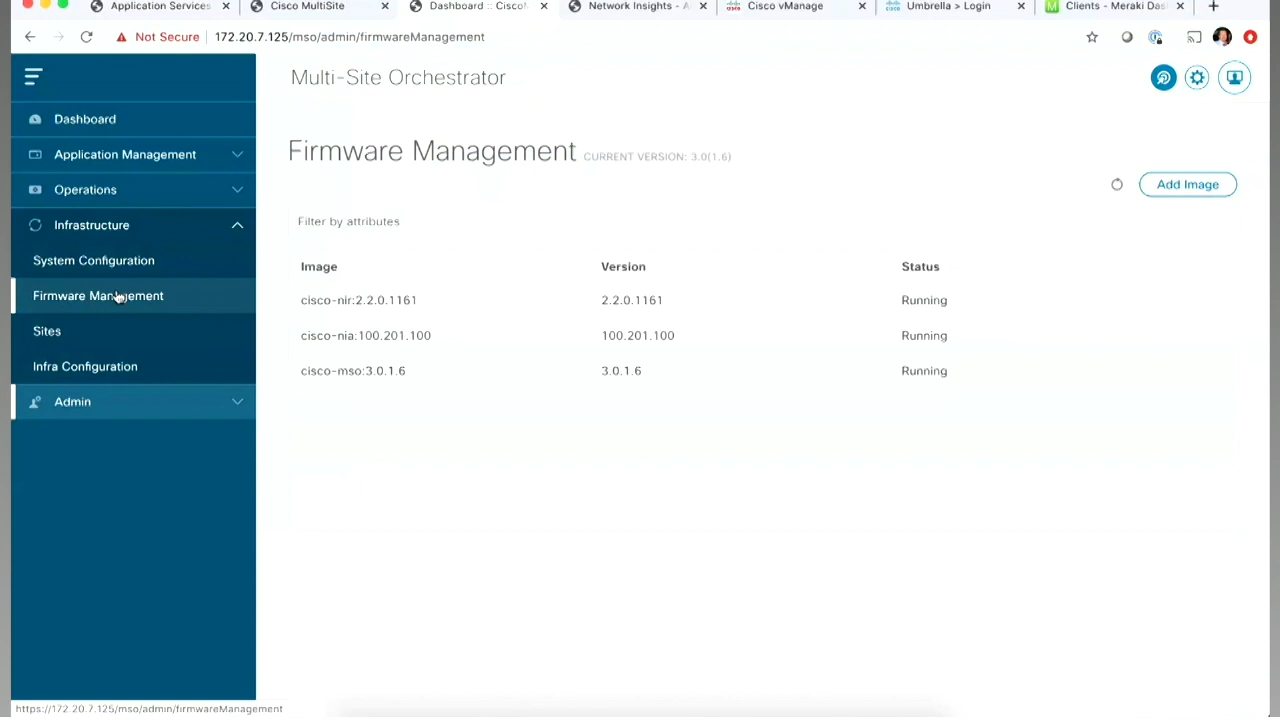 Application Services
Cisco MultiSite
Dashboard :: Cisco
Network Insights - A
Cisco vManage
Umbrella > Login
Clients - Meraki Das
Not Secure
172.20.7.125/mso/admin/firmwareManagement
Multi-Site Orchestrator
Dashboard
Application Management
Operations
Infrastructure
System Configuration
Firmware Management
Sites
Infra Configuration
Admin
Firmware Management CURRENT VERSION: 3.0(1.6)
Add Image
Filter by attributes
Image Version Status
cisco-nir:2.2.0.1161 2.2.0.1161 Running
cisco-nia:100.201.100 100.201.100 Running
cisco-mso:3.0.1.6 3.0.1.6 Running
https://172.20.7.125/mso/admin/firmwareManagement